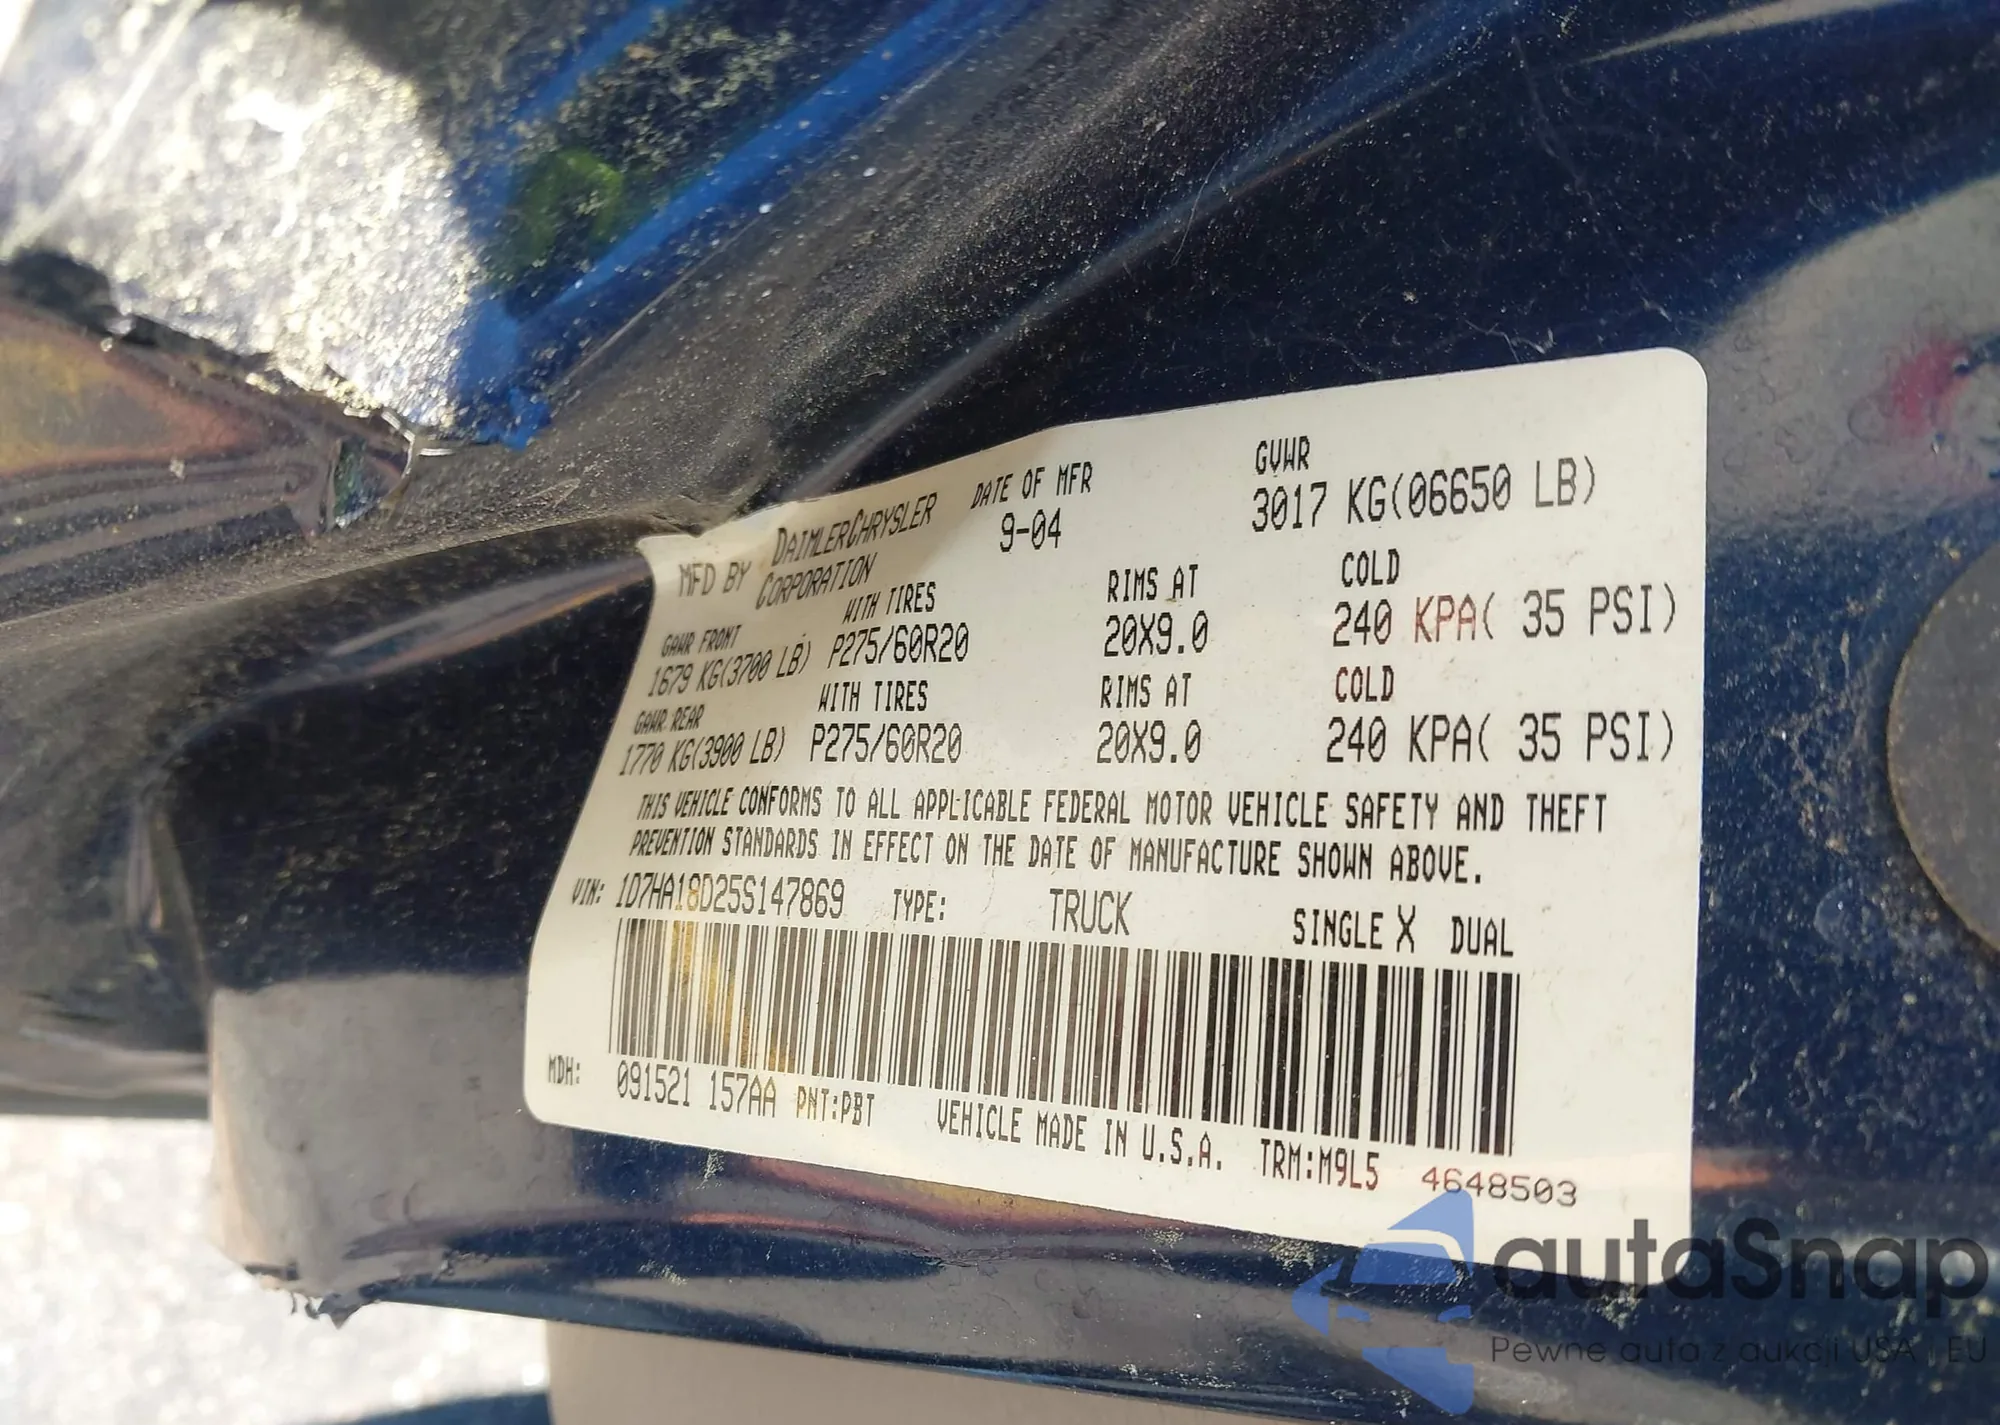 MFD BY DAIMLERCHRYSLER CORPORATION
DATE OF MFR
9-04
GVWR
3017 KG(06650 LB)
GAWR FRONT WITH TIRES RIMS AT COLD
1679 KG(3700 LB) P275/60R20 20X9.0 240 KPA( 35 PSI)
GAWR REAR WITH TIRES RIMS AT COLD
1770 KG(3900 LB) P275/60R20 20X9.0 240 KPA( 35 PSI)
THIS VEHICLE CONFORMS TO ALL APPLICABLE FEDERAL MOTOR VEHICLE SAFETY AND THEFT
PREVENTION STANDARDS IN EFFECT ON THE DATE OF MANUFACTURE SHOWN ABOVE.
VIN: 1D7HA18D25S147869 TYPE: TRUCK SINGLE X DUAL
MDH: 091521 157AA PNT:PBT VEHICLE MADE IN U.S.A. TRM:M9L5 4648503
autaSnap
Pewne auta z aukcji USA i EU